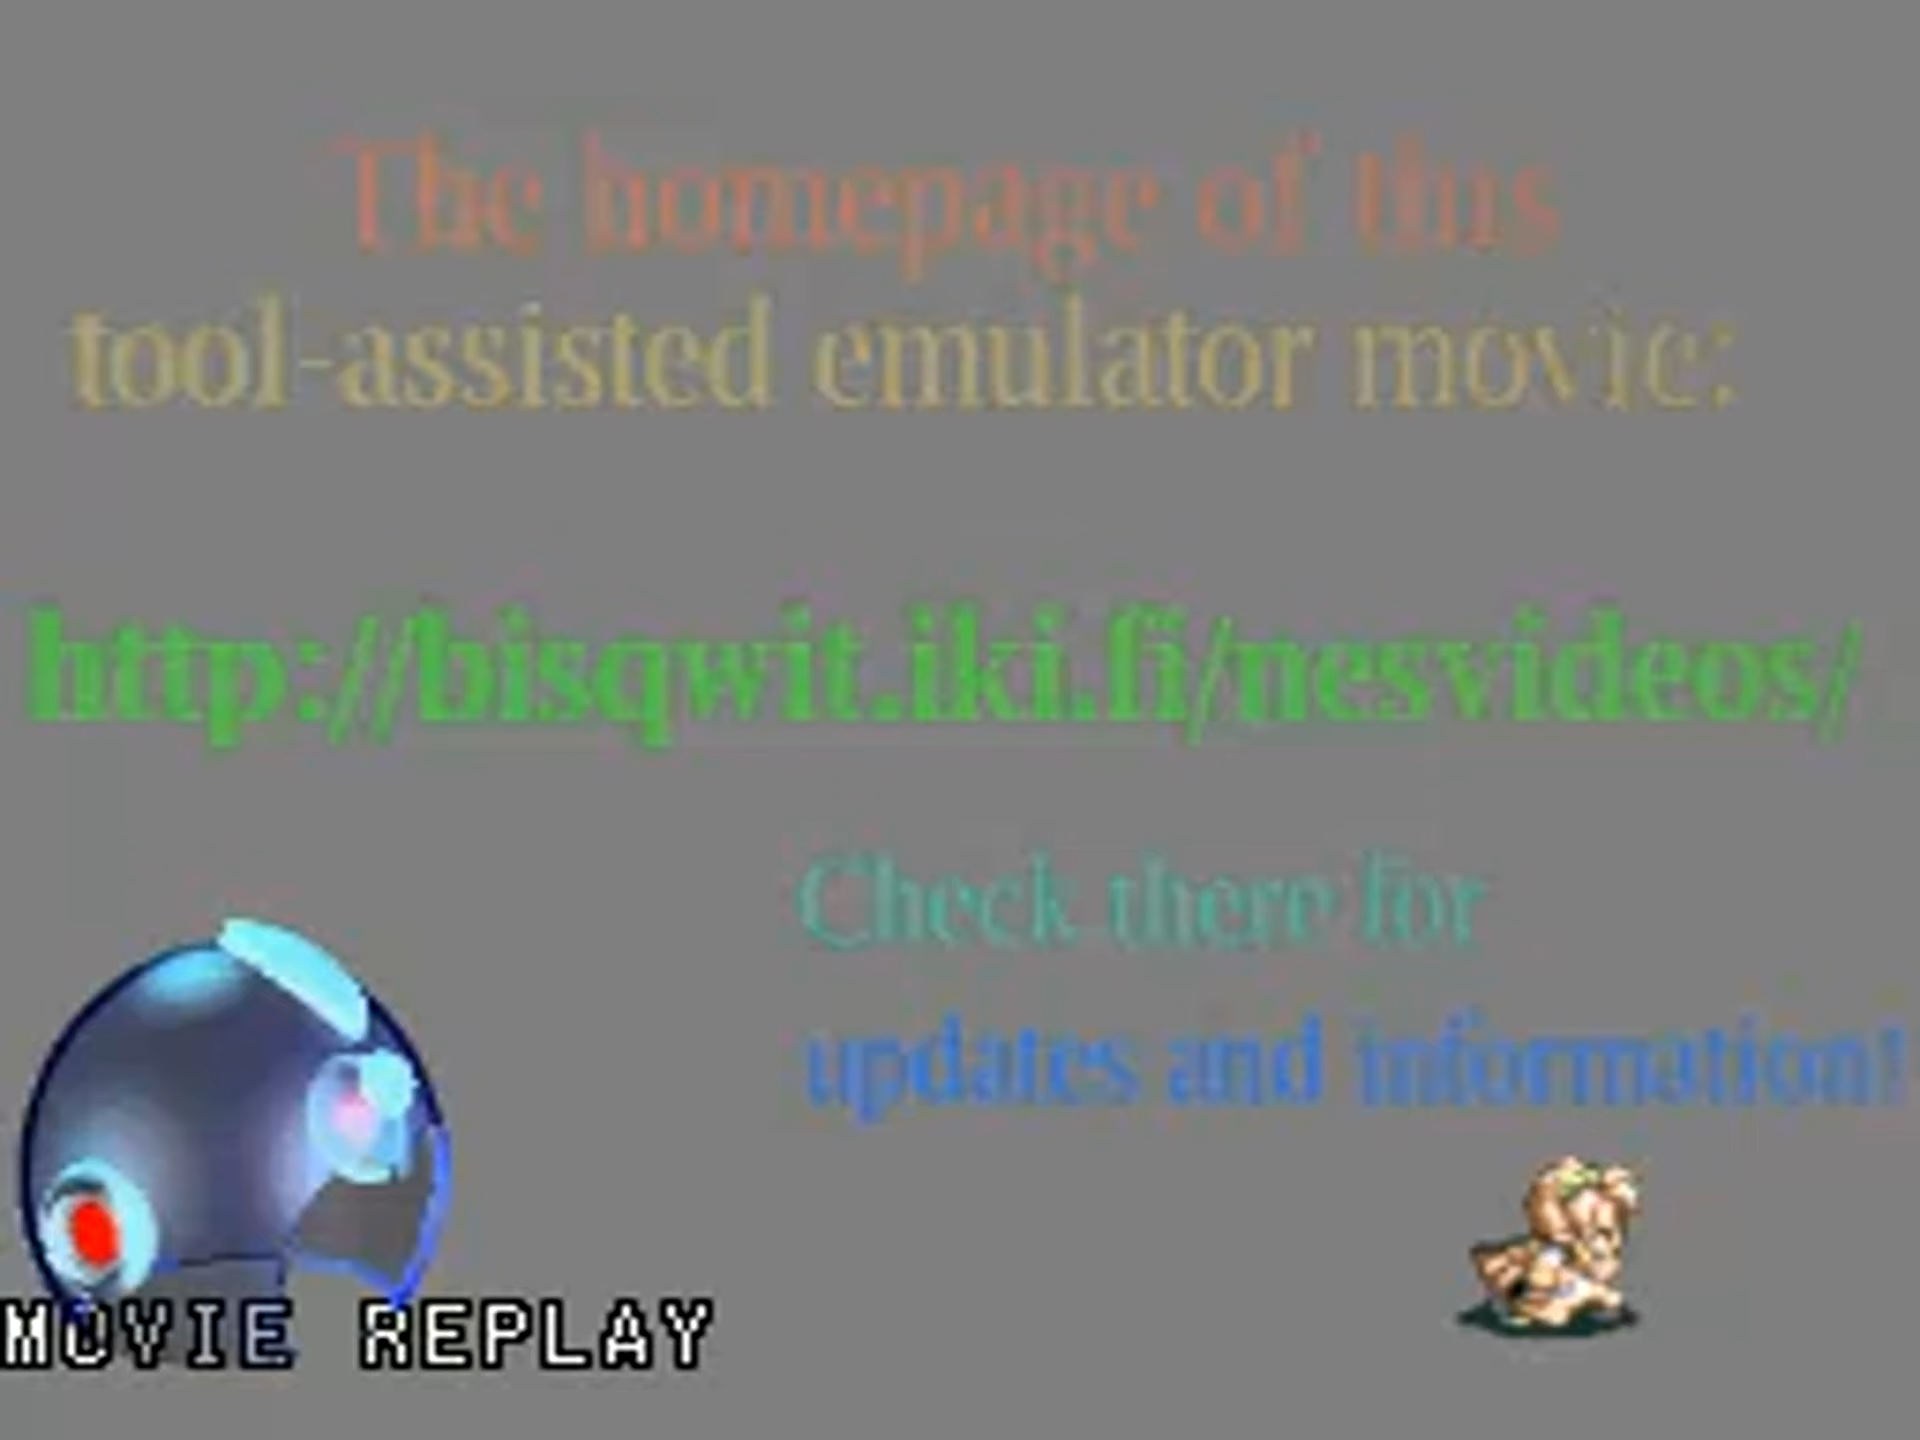 The homepage of this
tool-assisted emulator movie:
http://bisqwit.iki.fi/nesvideos/
Check there for
updates and information!
MOVIE REPLAY